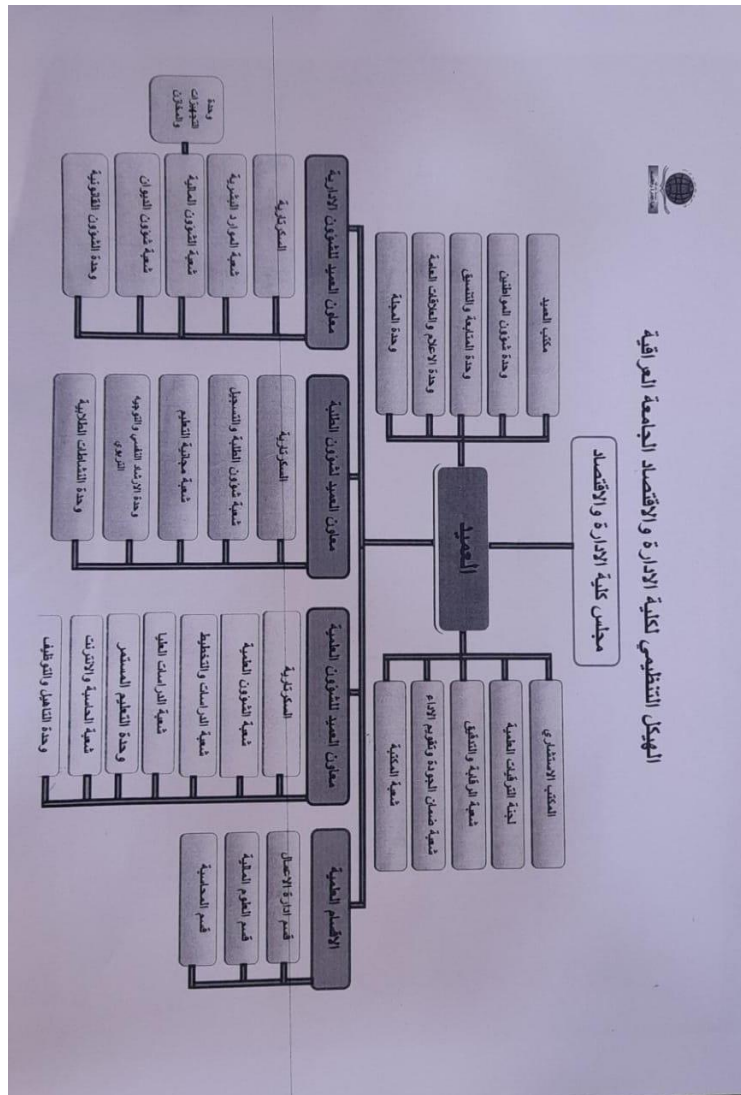 الهيكل التنظيمي لكلية الادارة والاقتصاد الجامعة العراقية
مجلس كلية الادارة والاقتصاد
العميد
المكتب الاستشاري
لجنة الترقيات العلمية
شعبة الرقابة والتدقيق
شعبة ضمان الجودة وتقويم الاداء
شعبة المكتبة
مكتب العميد
وحدة شؤون المواطنين
وحدة المتابعة والتنسيق
وحدة الاعلام والعلاقات العامة
وحدة المجلة
الاقسام العلمية
قسم ادارة الاعمال
قسم العلوم المالية
قسم المحاسبة
معاون العميد للشؤون العلمية
السكرتارية
شعبة الشؤون العلمية
شعبة الدراسات والتخطيط
شعبة الدراسات العليا
وحدة التعليم المستمر
شعبة الحاسبة والانترنت
وحدة التاهيل والتوظيف
معاون العميد لشؤون الطلبة
السكرتارية
شعبة شؤون الطلبة والتسجيل
شعبة مجانية التعليم
وحدة الارشاد النفسي والتوجيه
التربوي
وحدة النشاطات الطلابية
معاون العميد للشؤون الادارية
السكرتارية
شعبة الموارد البشرية
شعبة الشؤون المالية
شعبة شؤون الديوان
وحدة الشؤون القانونية
وحدة
التجهيزات
والمخازن